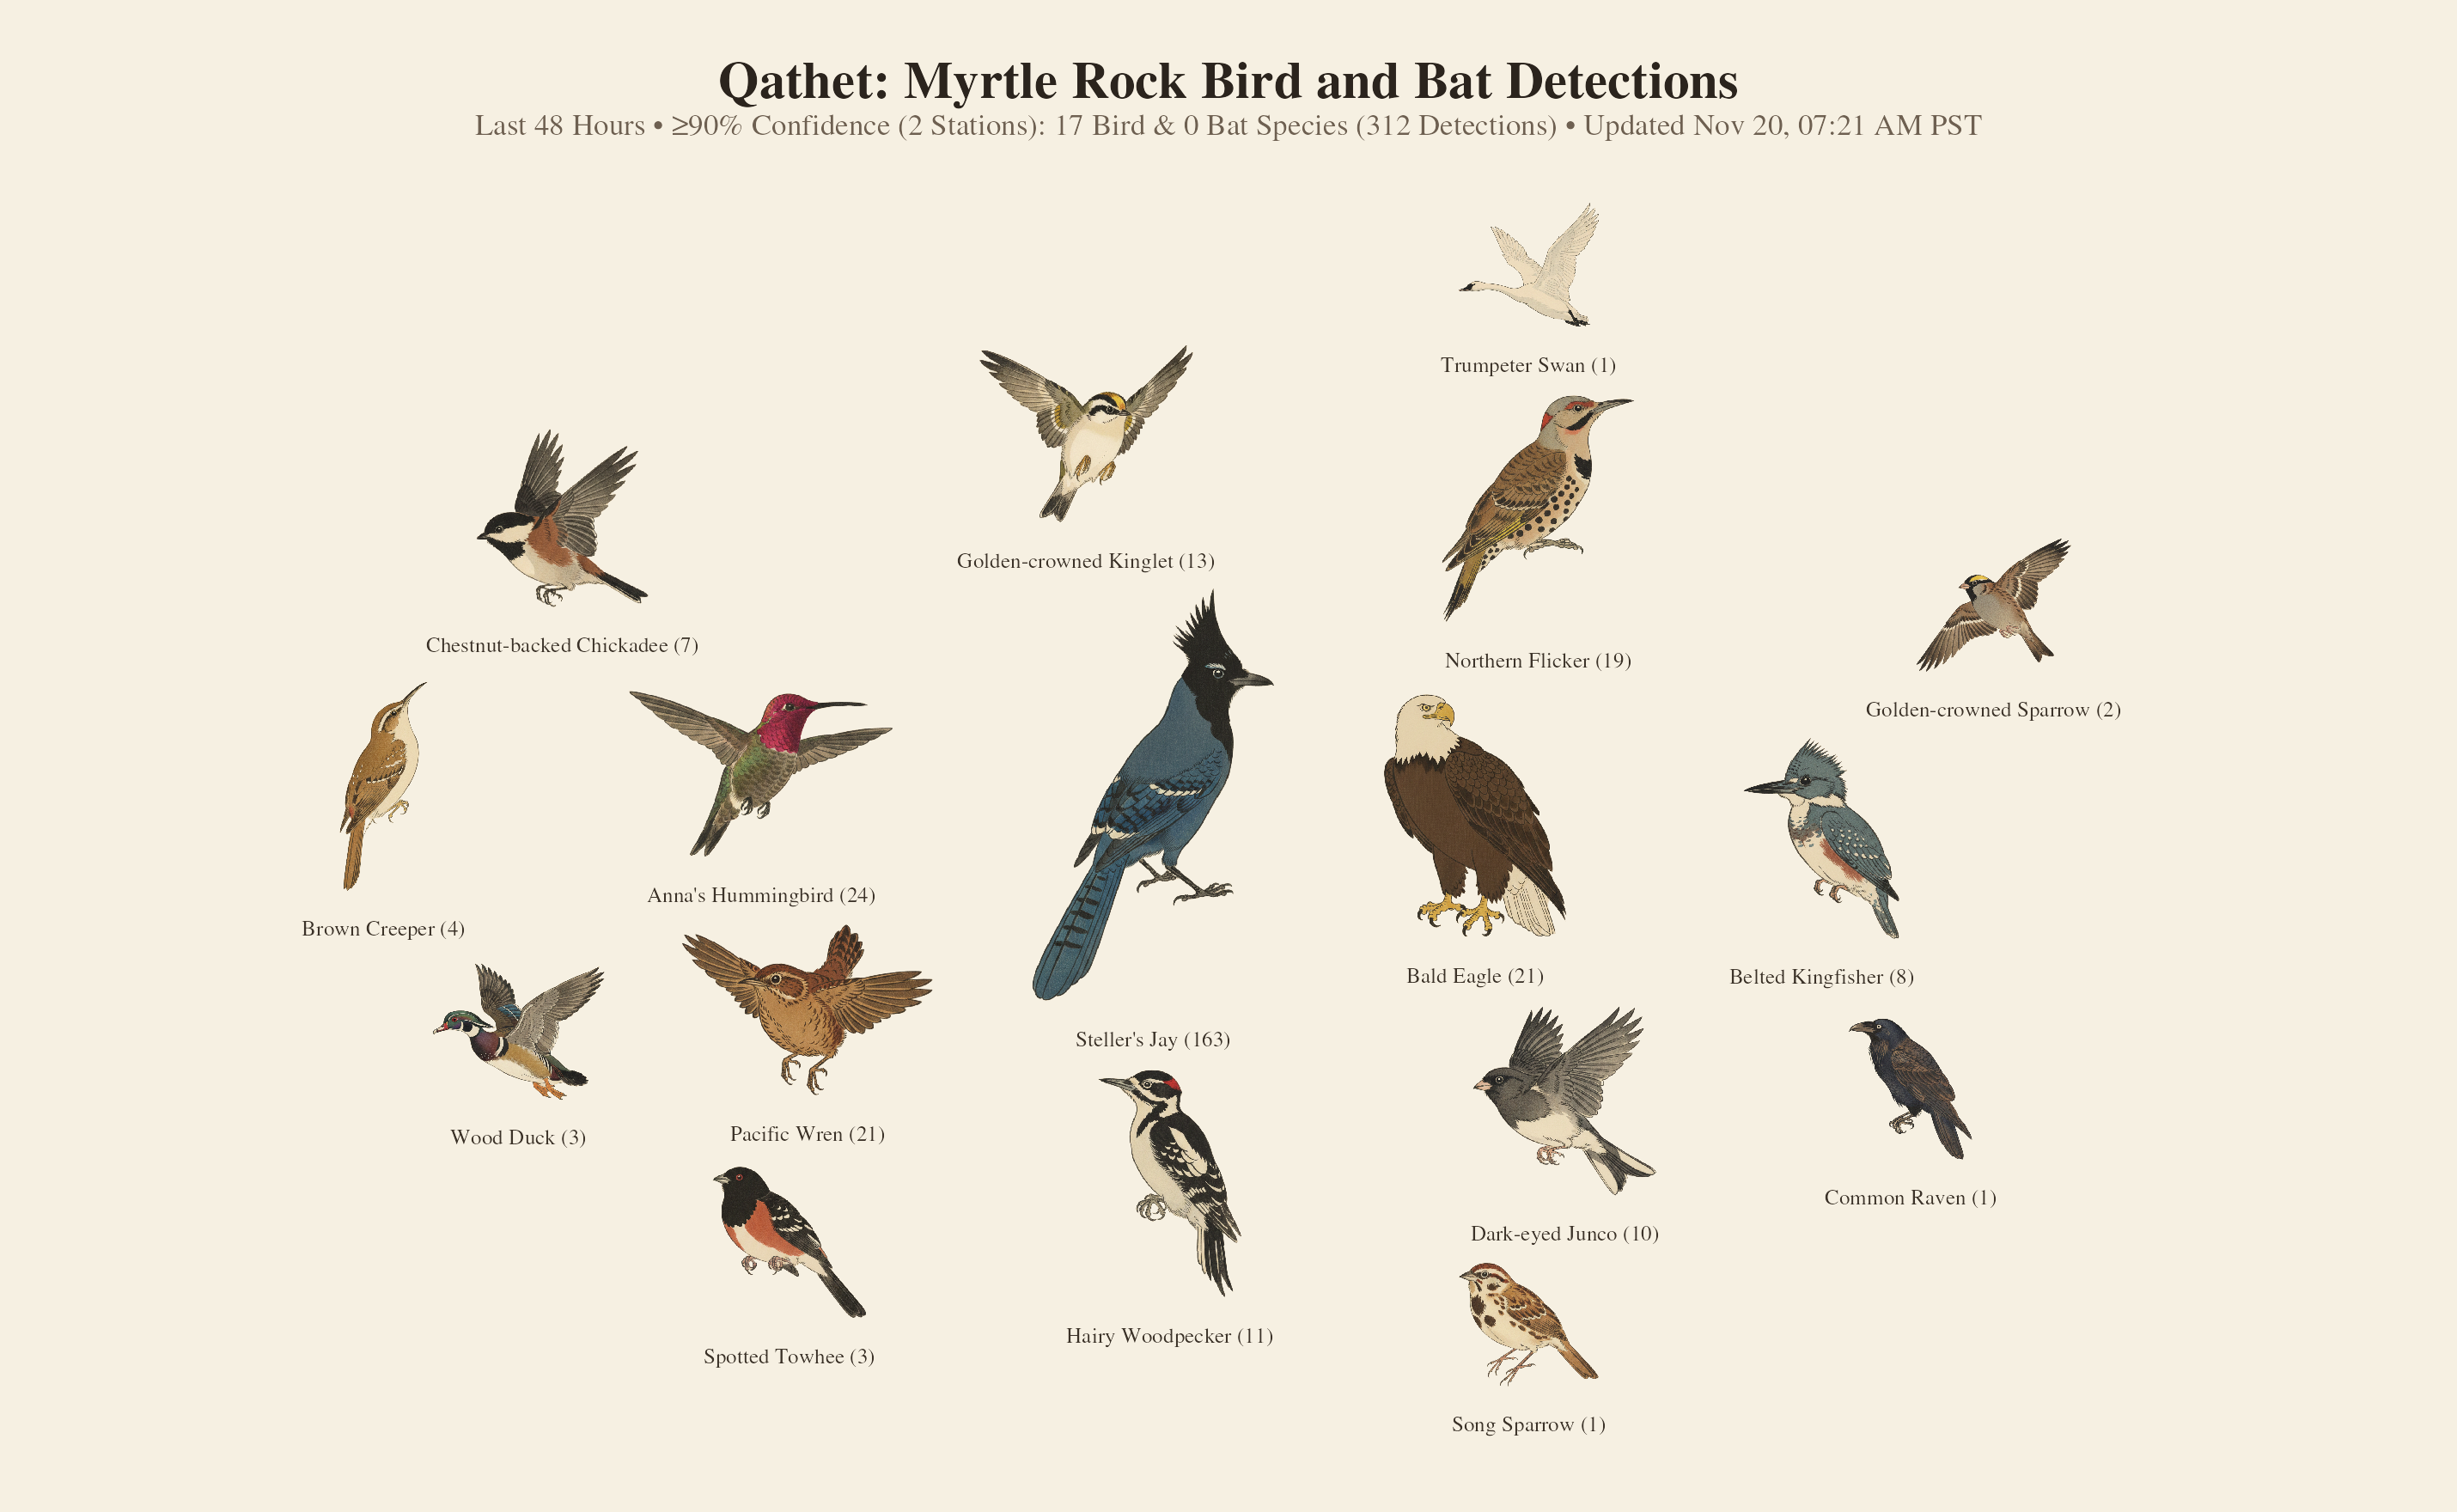 Qathet: Myrtle Rock Bird and Bat Detections
Last 48 Hours • ≥90% Confidence (2 Stations): 17 Bird & 0 Bat Species (312 Detections) • Updated Nov 20, 07:21 AM PST
Trumpeter Swan (1)
Golden-crowned Kinglet (13)
Chestnut-backed Chickadee (7)
Northern Flicker (19)
Golden-crowned Sparrow (2)
Anna's Hummingbird (24)
Brown Creeper (4)
Bald Eagle (21)
Belted Kingfisher (8)
Steller's Jay (163)
Pacific Wren (21)
Wood Duck (3)
Common Raven (1)
Dark-eyed Junco (10)
Hairy Woodpecker (11)
Spotted Towhee (3)
Song Sparrow (1)